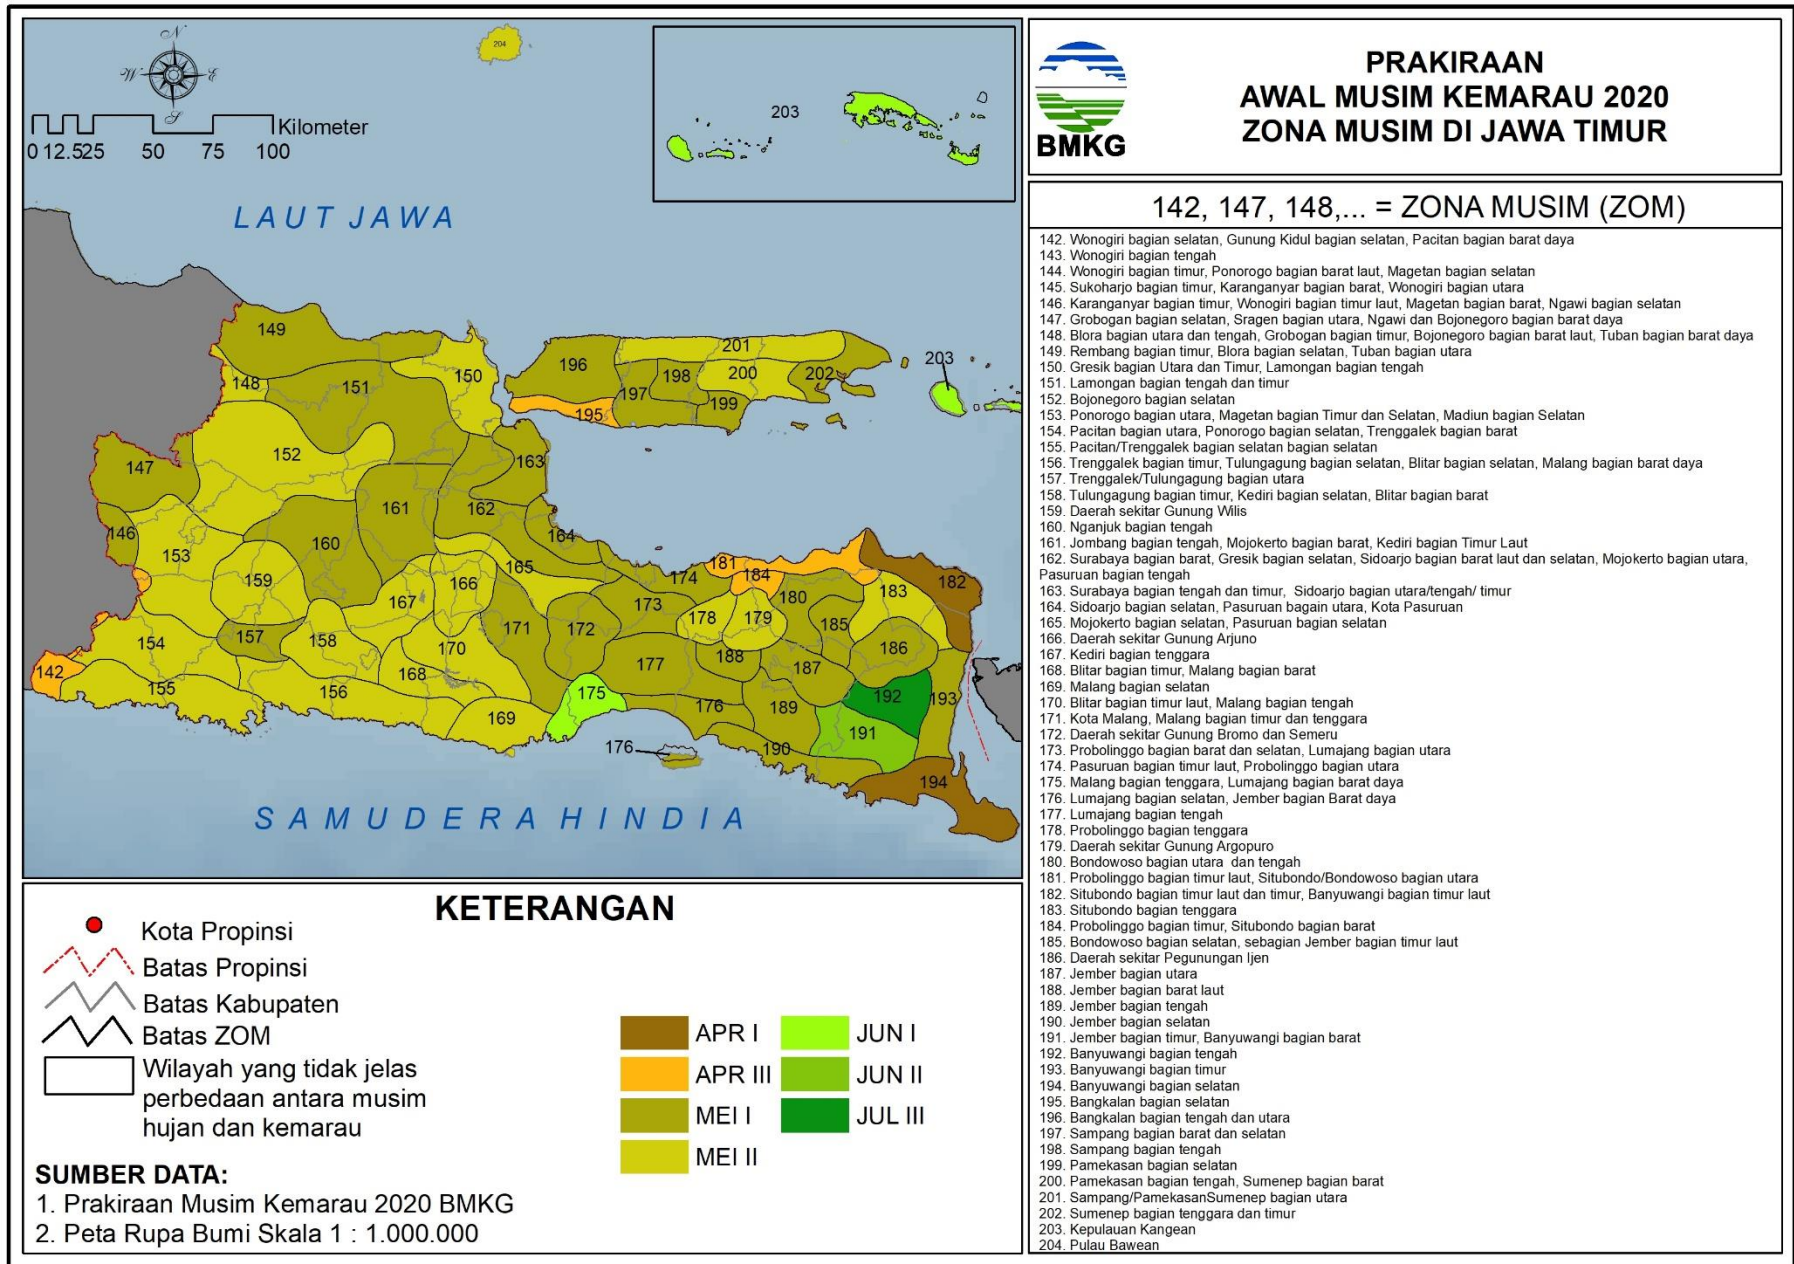 N
W
E
S
Kilometer
0 12.525 50 75 100
LAUT JAWA
SAMUDERA HINDIA
204
203
203
149
148
151
150
152
147
146
153
161
160
159
162
163
164
165
166
167
154
157
158
142
155
156
168
170
169
171
172
173
174
175
176
176
177
178
179
180
181
184
182
183
185
186
187
188
189
190
191
192
193
194
195
196
197
198
199
200
201
202
BMKG
PRAKIRAAN
AWAL MUSIM KEMARAU 2020
ZONA MUSIM DI JAWA TIMUR
142, 147, 148,... = ZONA MUSIM (ZOM)
142. Wonogiri bagian selatan, Gunung Kidul bagian selatan, Pacitan bagian barat daya
143. Wonogiri bagian tengah
144. Wonogiri bagian timur, Ponorogo bagian barat laut, Magetan bagian selatan
145. Sukoharjo bagian timur, Karanganyar bagian barat, Wonogiri bagian utara
146. Karanganyar bagian timur, Wonogiri bagian timur laut, Magetan bagian barat, Ngawi bagian selatan
147. Grobogan bagian selatan, Sragen bagian utara, Ngawi dan Bojonegoro bagian barat daya
148. Blora bagian utara dan tengah, Grobogan bagian timur, Bojonegoro bagian barat laut, Tuban bagian barat daya
149. Rembang bagian timur, Blora bagian selatan, Tuban bagian utara
150. Gresik bagian Utara dan Timur, Lamongan bagian tengah
151. Lamongan bagian tengah dan timur
152. Bojonegoro bagian selatan
153. Ponorogo bagian utara, Magetan bagian Timur dan Selatan, Madiun bagian Selatan
154. Pacitan bagian utara, Ponorogo bagian selatan, Trenggalek bagian barat
155. Pacitan/Trenggalek bagian selatan bagian selatan
156. Trenggalek bagian timur, Tulungagung bagian selatan, Blitar bagian selatan, Malang bagian barat daya
157. Trenggalek/Tulungagung bagian utara
158. Tulungagung bagian timur, Kediri bagian selatan, Blitar bagian barat
159. Daerah sekitar Gunung Wilis
160. Nganjuk bagian tengah
161. Jombang bagian tengah, Mojokerto bagian barat, Kediri bagian Timur Laut
162. Surabaya bagian barat, Gresik bagian selatan, Sidoarjo bagian barat laut dan selatan, Mojokerto bagian utara,
Pasuruan bagian tengah
163. Surabaya bagian tengah dan timur, Sidoarjo bagian utara/tengah/ timur
164. Sidoarjo bagian selatan, Pasuruan bagain utara, Kota Pasuruan
165. Mojokerto bagian selatan, Pasuruan bagian selatan
166. Daerah sekitar Gunung Arjuno
167. Kediri bagian tenggara
168. Blitar bagian timur, Malang bagian barat
169. Malang bagian selatan
170. Blitar bagian timur laut, Malang bagian tengah
171. Kota Malang, Malang bagian timur dan tenggara
172. Daerah sekitar Gunung Bromo dan Semeru
173. Probolinggo bagian barat dan selatan, Lumajang bagian utara
174. Pasuruan bagian timur laut, Probolinggo bagian utara
175. Malang bagian tenggara, Lumajang bagian barat daya
176. Lumajang bagian selatan, Jember bagian Barat daya
177. Lumajang bagian tengah
178. Probolinggo bagian tenggara
179. Daerah sekitar Gunung Argopuro
180. Bondowoso bagian utara dan tengah
181. Probolinggo bagian timur laut, Situbondo/Bondowoso bagian utara
182. Situbondo bagian timur laut dan timur, Banyuwangi bagian timur laut
183. Situbondo bagian tenggara
184. Probolinggo bagian timur, Situbondo bagian barat
185. Bondowoso bagian selatan, sebagian Jember bagian timur laut
186. Daerah sekitar Pegunungan Ijen
187. Jember bagian utara
188. Jember bagian barat laut
189. Jember bagian tengah
190. Jember bagian selatan
191. Jember bagian timur, Banyuwangi bagian barat
192. Banyuwangi bagian tengah
193. Banyuwangi bagian timur
194. Banyuwangi bagian selatan
195. Bangkalan bagian selatan
196. Bangkalan bagian tengah dan utara
197. Sampang bagian barat dan selatan
198. Sampang bagian tengah
199. Pamekasan bagian selatan
200. Pamekasan bagian tengah, Sumenep bagian barat
201. Sampang/PamekasanSumenep bagian utara
202. Sumenep bagian tenggara dan timur
203. Kepulauan Kangean
204. Pulau Bawean
KETERANGAN
Kota Propinsi
Batas Propinsi
Batas Kabupaten
Batas ZOM
Wilayah yang tidak jelas
perbedaan antara musim
hujan dan kemarau
APR I
APR III
MEI I
MEI II
JUN I
JUN II
JUL III
SUMBER DATA:
1. Prakiraan Musim Kemarau 2020 BMKG
2. Peta Rupa Bumi Skala 1 : 1.000.000